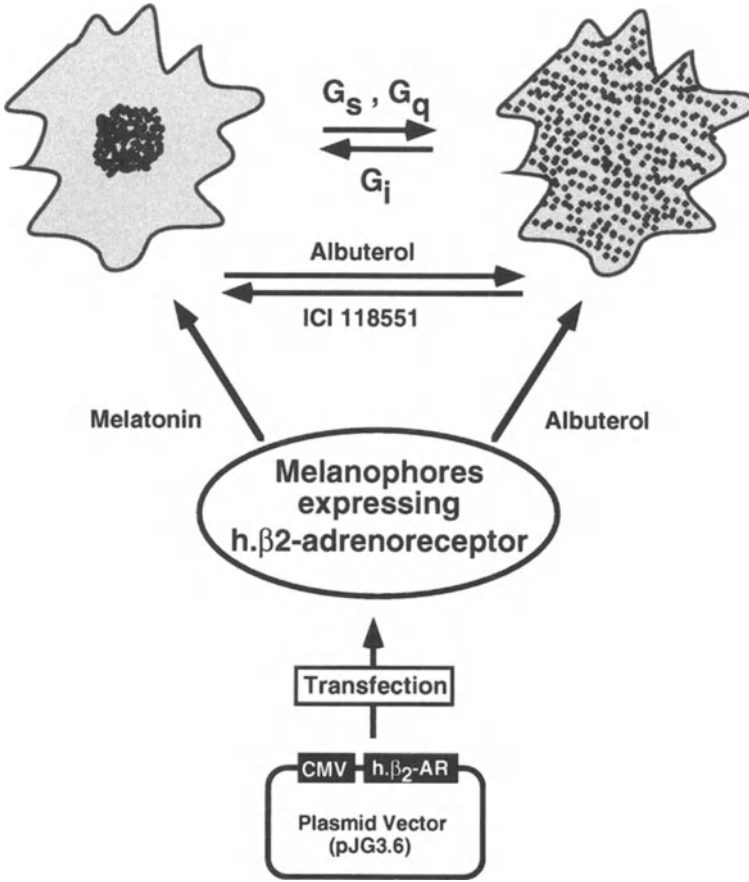 Gs , Gq
Gi
Albuterol
ICI 118551
Melatonin
Albuterol
Melanophores
expressing
h.β2-adrenoreceptor
Transfection
CMV
h.β2-AR
Plasmid Vector
(pJG3.6)